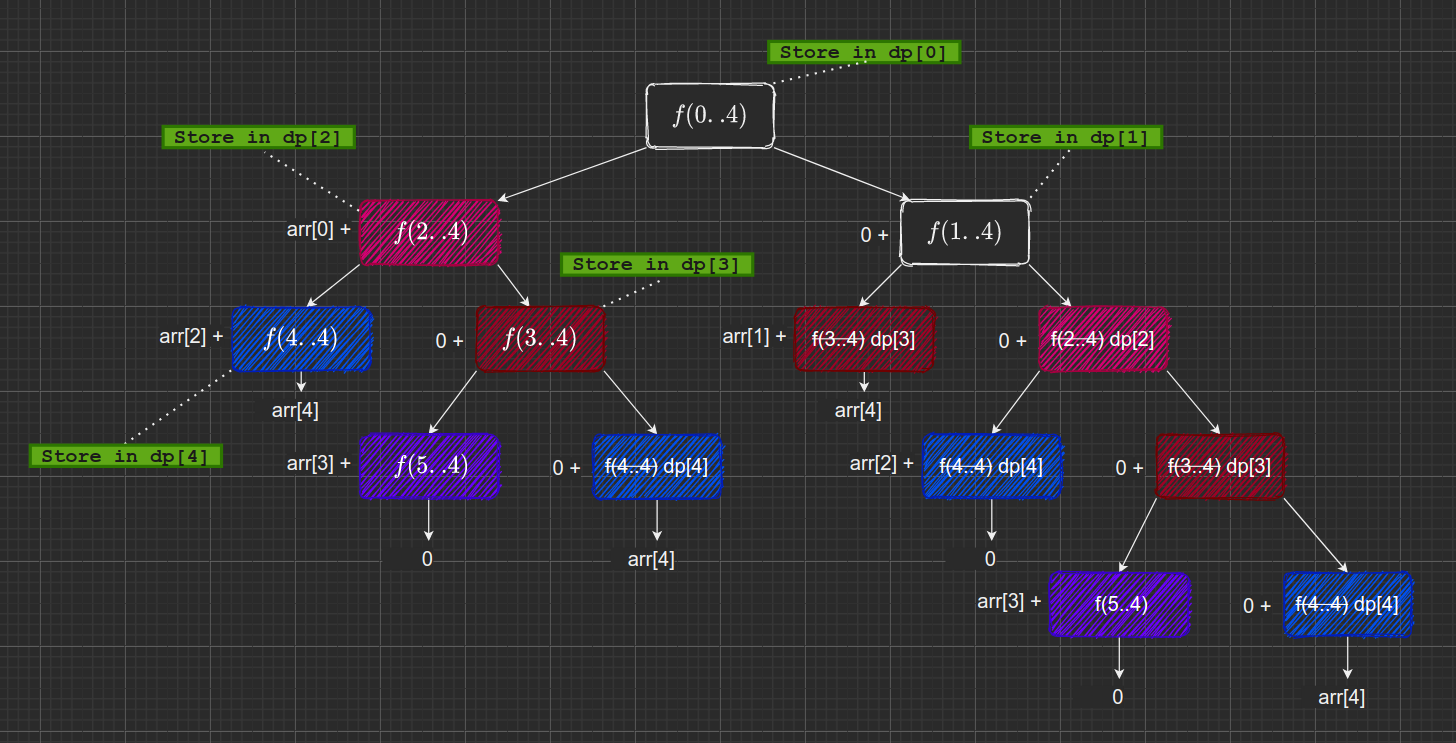 Store in dp[0]
f(0. .4)
Store in dp[2]
Store in dp[1]
arr[0] +
f(2. .4)
0 +
f(1. .4)
Store in dp[3]
arr[2] +
f(4. .4)
0 +
f(3. .4)
arr[1] +
f(3..4) dp[3]
0 +
f(2..4) dp[2]
arr[4]
arr[4]
Store in dp[4]
arr[3] +
f(5. .4)
0 +
f(4..4) dp[4]
arr[2] +
f(4..4) dp[4]
0 +
f(3..4) dp[3]
0
arr[4]
0
arr[3] +
f(5..4)
0 +
f(4..4) dp[4]
0
arr[4]